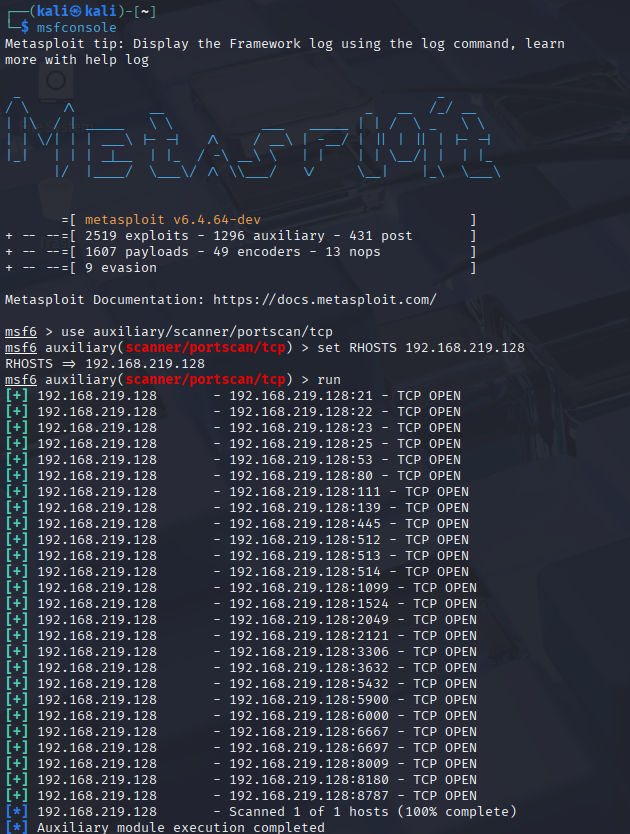 (kali㉿kali)-[~]
$ msfconsole
Metasploit tip: Display the Framework log using the log command, learn
more with help log
=[ metasploit v6.4.64-dev ]
+ -- --=[ 2519 exploits - 1296 auxiliary - 431 post ]
+ -- --=[ 1607 payloads - 49 encoders - 13 nops ]
+ -- --=[ 9 evasion ]
Metasploit Documentation: https://docs.metasploit.com/
msf6 > use auxiliary/scanner/portscan/tcp
msf6 auxiliary(scanner/portscan/tcp) > set RHOSTS 192.168.219.128
RHOSTS => 192.168.219.128
msf6 auxiliary(scanner/portscan/tcp) > run
[+] 192.168.219.128 - 192.168.219.128:21 - TCP OPEN
[+] 192.168.219.128 - 192.168.219.128:22 - TCP OPEN
[+] 192.168.219.128 - 192.168.219.128:23 - TCP OPEN
[+] 192.168.219.128 - 192.168.219.128:25 - TCP OPEN
[+] 192.168.219.128 - 192.168.219.128:53 - TCP OPEN
[+] 192.168.219.128 - 192.168.219.128:80 - TCP OPEN
[+] 192.168.219.128 - 192.168.219.128:111 - TCP OPEN
[+] 192.168.219.128 - 192.168.219.128:139 - TCP OPEN
[+] 192.168.219.128 - 192.168.219.128:445 - TCP OPEN
[+] 192.168.219.128 - 192.168.219.128:512 - TCP OPEN
[+] 192.168.219.128 - 192.168.219.128:513 - TCP OPEN
[+] 192.168.219.128 - 192.168.219.128:514 - TCP OPEN
[+] 192.168.219.128 - 192.168.219.128:1099 - TCP OPEN
[+] 192.168.219.128 - 192.168.219.128:1524 - TCP OPEN
[+] 192.168.219.128 - 192.168.219.128:2049 - TCP OPEN
[+] 192.168.219.128 - 192.168.219.128:2121 - TCP OPEN
[+] 192.168.219.128 - 192.168.219.128:3306 - TCP OPEN
[+] 192.168.219.128 - 192.168.219.128:3632 - TCP OPEN
[+] 192.168.219.128 - 192.168.219.128:5432 - TCP OPEN
[+] 192.168.219.128 - 192.168.219.128:5900 - TCP OPEN
[+] 192.168.219.128 - 192.168.219.128:6000 - TCP OPEN
[+] 192.168.219.128 - 192.168.219.128:6667 - TCP OPEN
[+] 192.168.219.128 - 192.168.219.128:6697 - TCP OPEN
[+] 192.168.219.128 - 192.168.219.128:8009 - TCP OPEN
[+] 192.168.219.128 - 192.168.219.128:8180 - TCP OPEN
[+] 192.168.219.128 - 192.168.219.128:8787 - TCP OPEN
[*] 192.168.219.128 - Scanned 1 of 1 hosts (100% complete)
[*] Auxiliary module execution completed